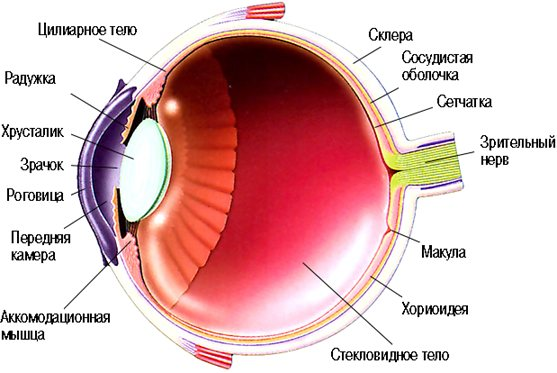 Цилиарное тело
Радужка
Хрусталик
Зрачок
Роговица
Передняя
камера
Аккомодационная
мышца
Склера
Сосудистая
оболочка
Сетчатка
Зрительный
нерв
Макула
Хориоидея
Стекловидное тело